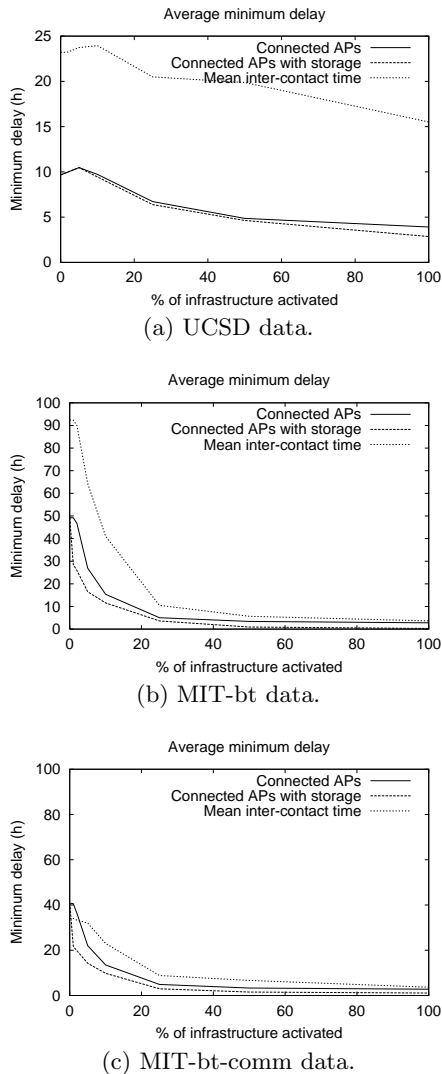 Average minimum delay
25
Connected APs
Connected APs with storage
Mean inter-contact time
20
15
10
5
0
Minimum delay (h)
0 20 40 60 80 100
% of infrastructure activated
(a) UCSD data.
Average minimum delay
100
Connected APs
90
Connected APs with storage
80
Mean inter-contact time
70
60
50
40
30
20
10
0
Minimum delay (h)
0 20 40 60 80 100
% of infrastructure activated
(b) MIT-bt data.
Average minimum delay
100
Connected APs
Connected APs with storage
Mean inter-contact time
80
60
40
20
0
Minimum delay (h)
0 20 40 60 80 100
% of infrastructure activated
(c) MIT-bt-comm data.